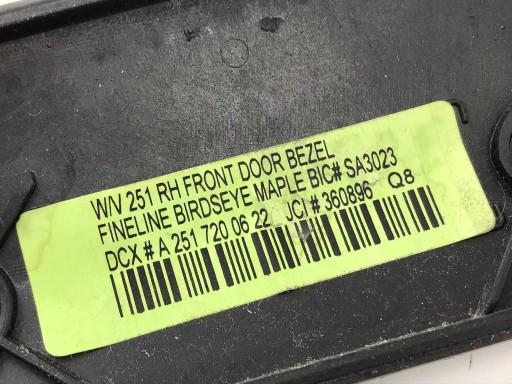 W/V 251 RH FRONT DOOR BEZEL
FINELINE BIRDSEYE MAPLE BIC# SA3023
DCX # A 251 720 06 22 JCI # 360896 Q8